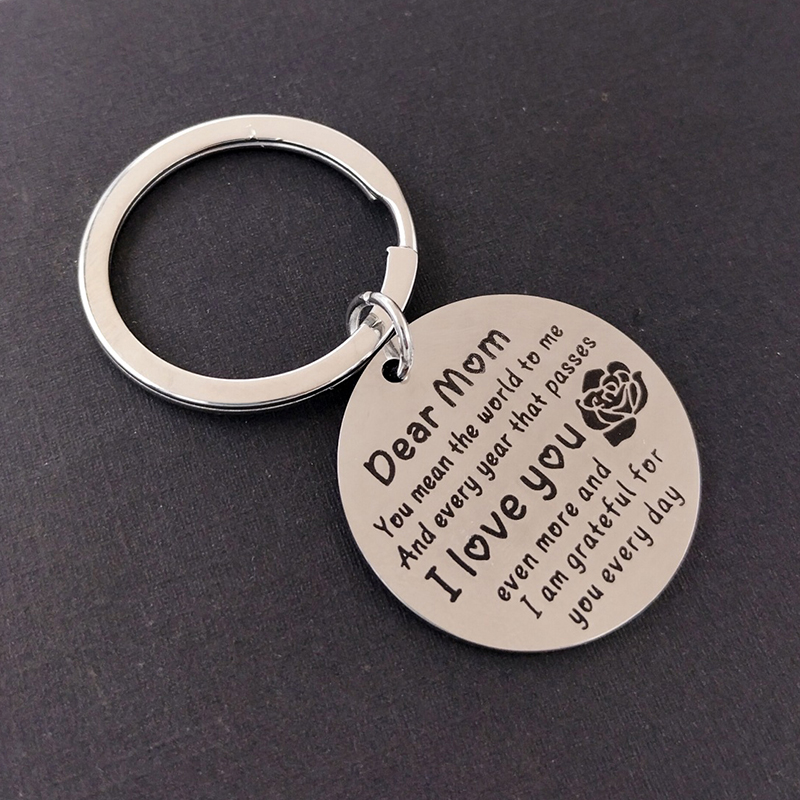 Dear Mom
You mean the world to me
And every year that passes
I love you
even more and
I am grateful for
you every day